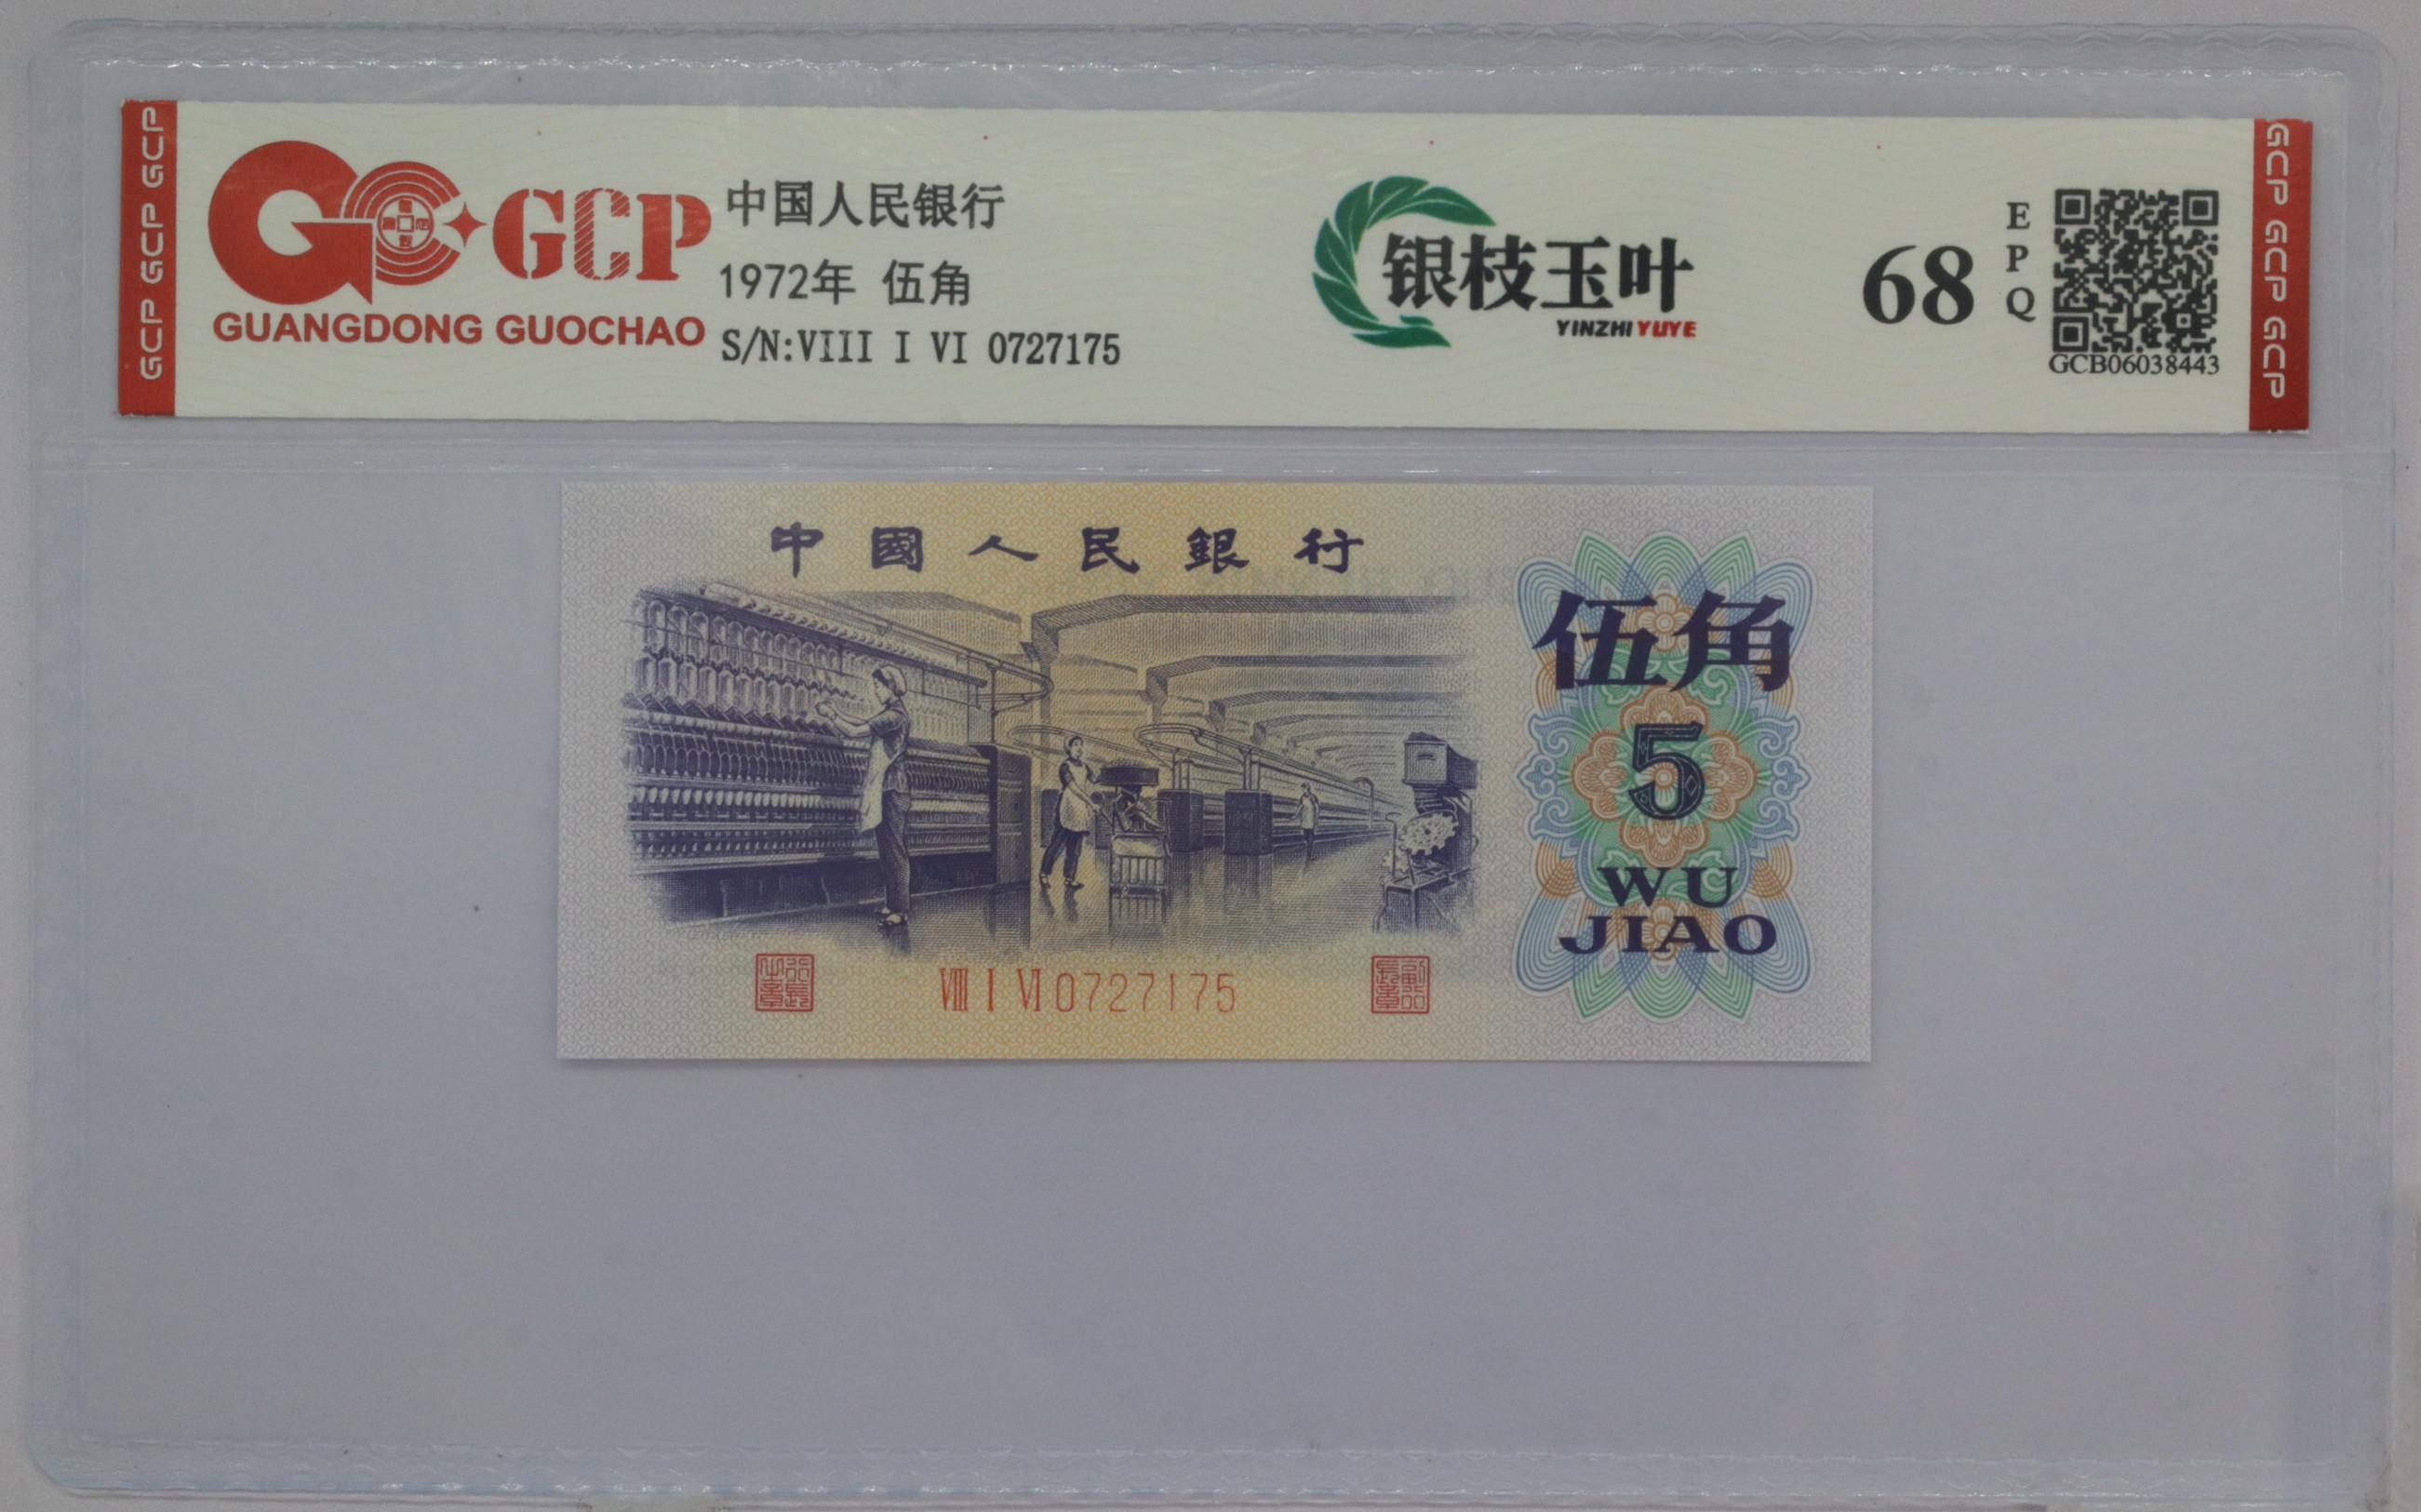 GCP GCP GCP
GCP
GUANGDONG GUOCHAO
中国人民银行
1972年 伍角
S/N:VIII I VI 0727175
银枝玉叶
YINZHI YUYE
68
EPQ
GCB06038443
GCP GCP GCP
中國人民銀行
伍角
5
WU
JIAO
VIII I VI 0727175